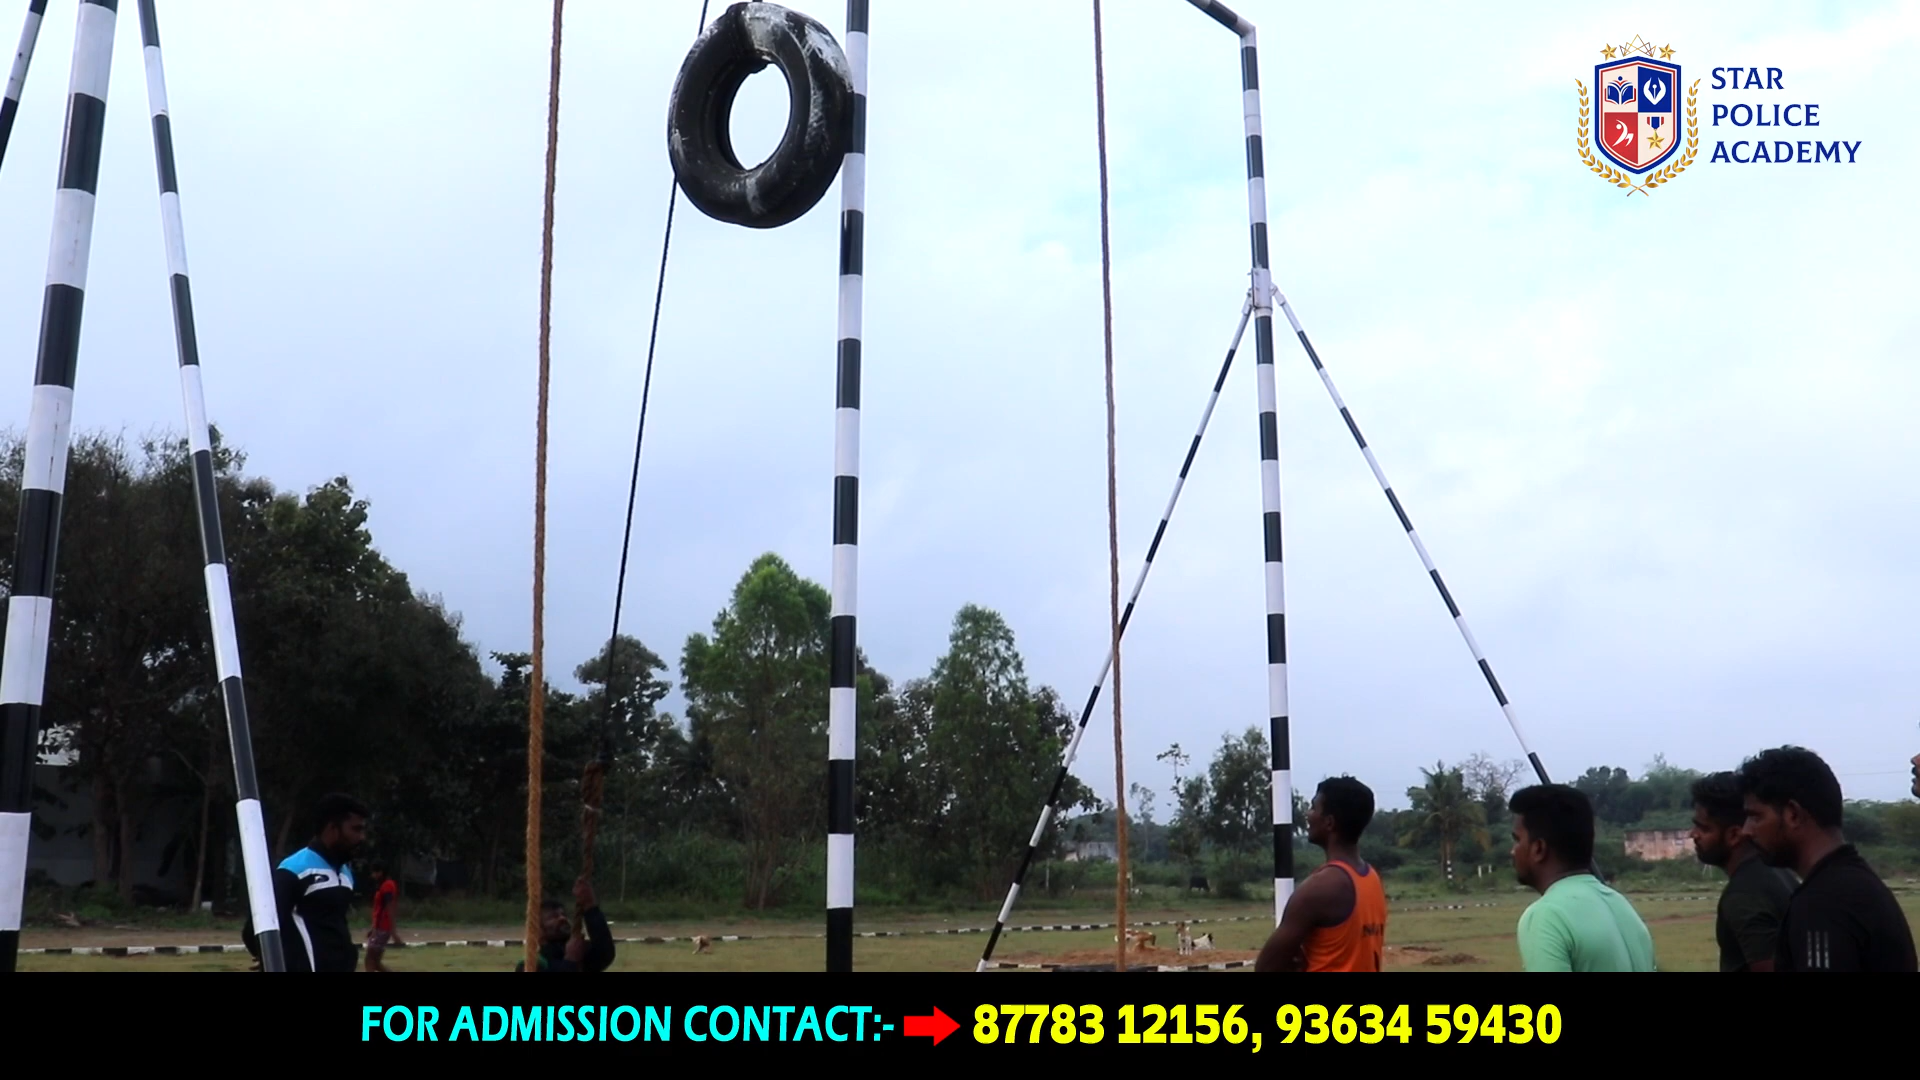 STAR
POLICE
ACADEMY
FOR ADMISSION CONTACT:- 87783 12156, 93634 59430